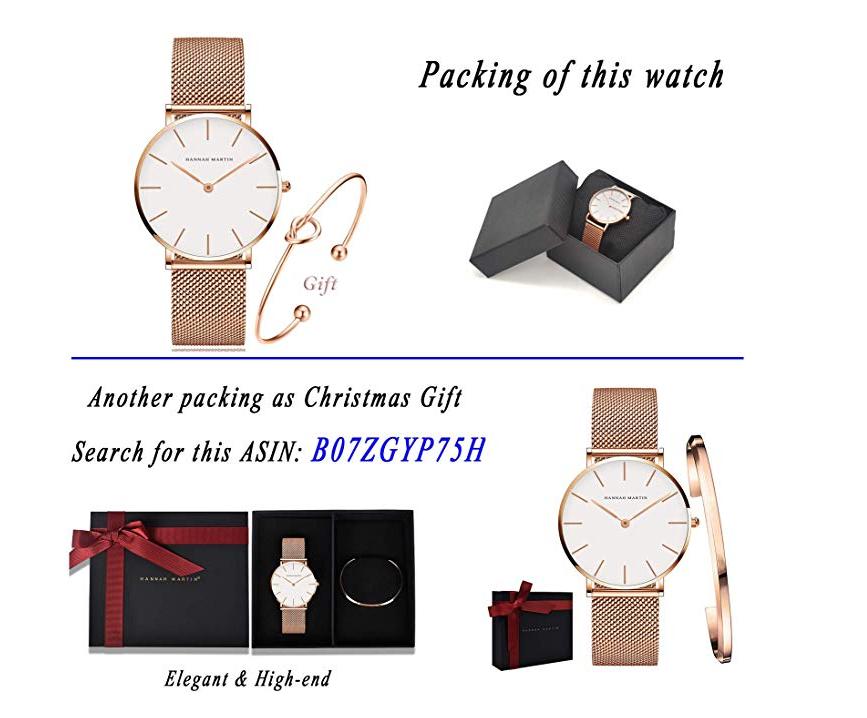 Packing of this watch
HANNAH MARTIN
Gift
Another packing as Christmas Gift
Search for this ASIN: B07ZGYP75H
HANNAH MARTIN
HANNAH MARTIN®
HANNAH MARTIN
Elegant & High-end